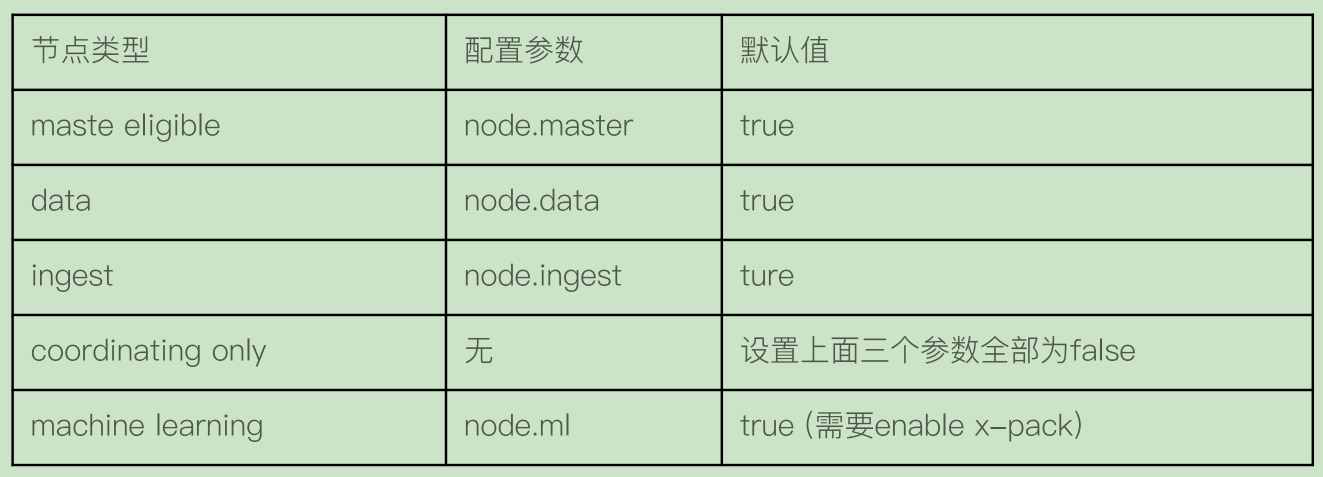 节点类型 配置参数 默认值
maste eligible node.master true
data node.data true
ingest node.ingest ture
coordinating only 无 设置上面三个参数全部为false
machine learning node.ml true (需要enable x-pack)